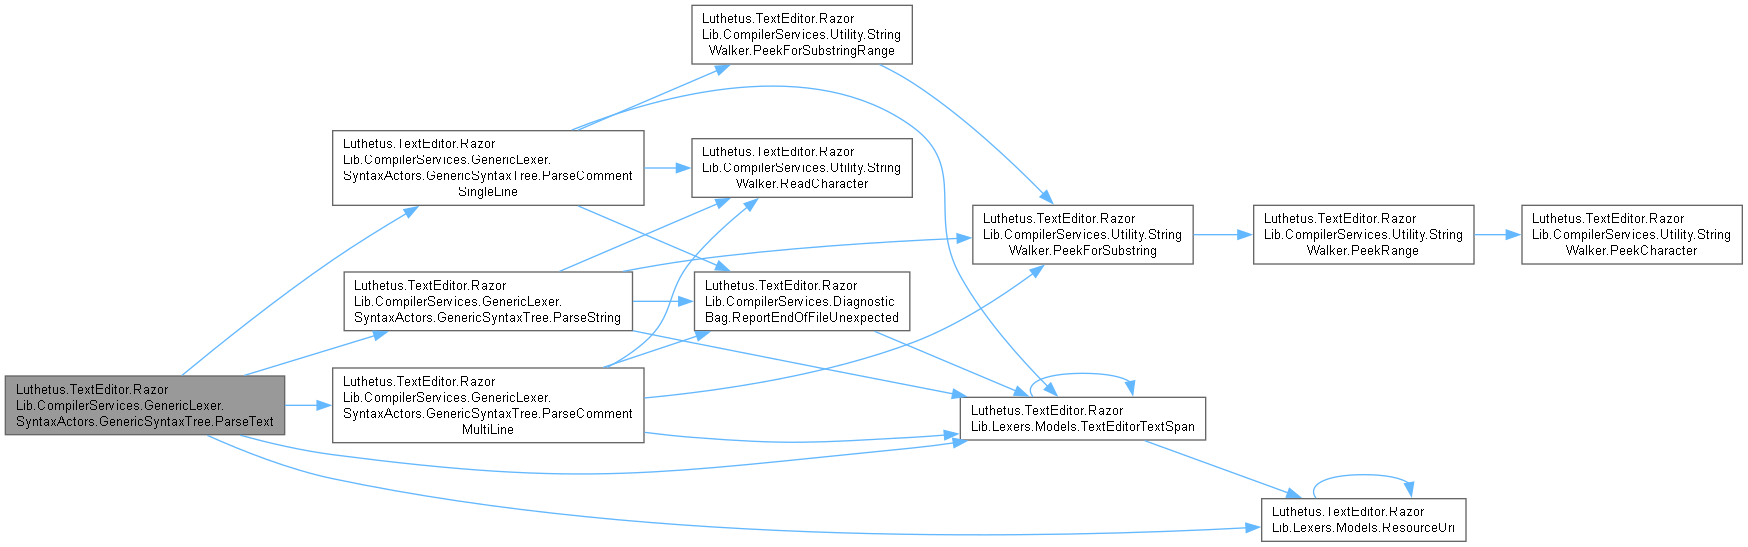 Luthetus.TextEditor.Razor
Lib.CompilerServices.Utility.String
Walker.PeekForSubstringRange
Luthetus.TextEditor.Razor
Lib.CompilerServices.GenericLexer.
SyntaxActors.GenericSyntaxTree.ParseComment
SingleLine
Luthetus.TextEditor.Razor
Lib.CompilerServices.Utility.String
Walker.ReadCharacter
Luthetus.TextEditor.Razor
Lib.CompilerServices.Utility.String
Walker.PeekForSubstring
Luthetus.TextEditor.Razor
Lib.CompilerServices.Utility.String
Walker.PeekRange
Luthetus.TextEditor.Razor
Lib.CompilerServices.Utility.String
Walker.PeekCharacter
Luthetus.TextEditor.Razor
Lib.CompilerServices.GenericLexer.
SyntaxActors.GenericSyntaxTree.ParseString
Luthetus.TextEditor.Razor
Lib.CompilerServices.Diagnostic
Bag.ReportEndOfFileUnexpected
Luthetus.TextEditor.Razor
Lib.CompilerServices.GenericLexer.
SyntaxActors.GenericSyntaxTree.ParseText
Luthetus.TextEditor.Razor
Lib.CompilerServices.GenericLexer.
SyntaxActors.GenericSyntaxTree.ParseComment
MultiLine
Luthetus.TextEditor.Razor
Lib.Lexers.Models.TextEditorTextSpan
Luthetus.TextEditor.Razor
Lib.Lexers.Models.ResourceUri